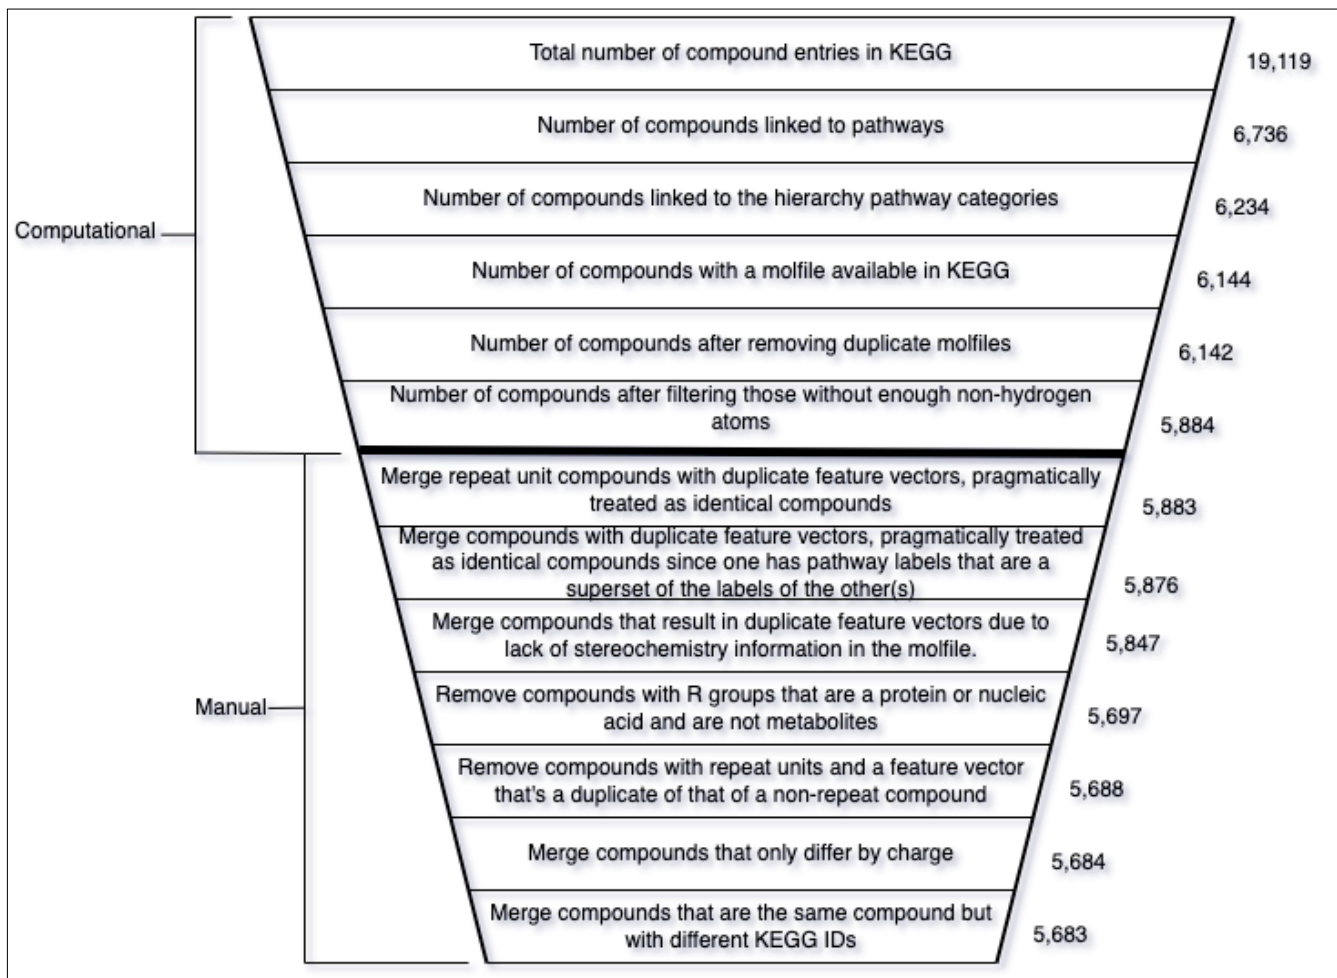 Total number of compound entries in KEGG
19,119
Number of compounds linked to pathways
6,736
Number of compounds linked to the hierarchy pathway categories
6,234
Computational
Number of compounds with a molfile available in KEGG
6,144
Number of compounds after removing duplicate molfiles
6,142
Number of compounds after filtering those without enough non-hydrogen
atoms
5,884
Merge repeat unit compounds with duplicate feature vectors, pragmatically
treated as identical compounds
5,883
Merge compounds with duplicate feature vectors, pragmatically treated
as identical compounds since one has pathway labels that are a
superset of the labels of the other(s)
5,876
Merge compounds that result in duplicate feature vectors due to
lack of stereochemistry information in the molfile.
5,847
Manual
Remove compounds with R groups that are a protein or nucleic
acid and are not metabolites
5,697
Remove compounds with repeat units and a feature vector
that's a duplicate of that of a non-repeat compound
5,688
Merge compounds that only differ by charge
5,684
Merge compounds that are the same compound but
with different KEGG IDs
5,683